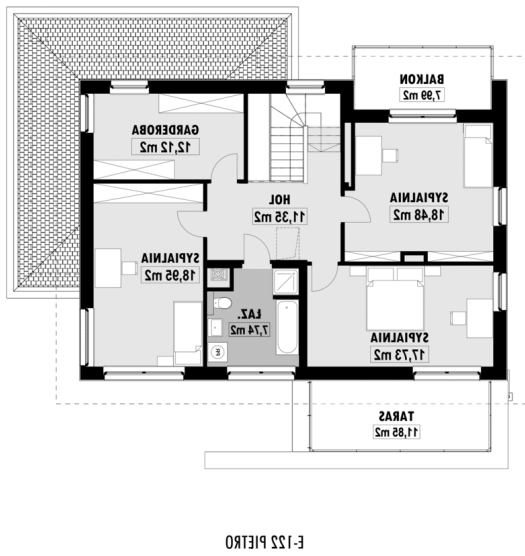 BALKON
7,99 m2
GARDEROBA
12,12 m2
SYPIALNIA
18,48 m2
HOL
11,35 m2
SYPIALNIA
18,95 m2
ŁAZ.
7,74 m2
SYPIALNIA
17,73 m2
TARAS
11,85 m2
E-122 PIETRO